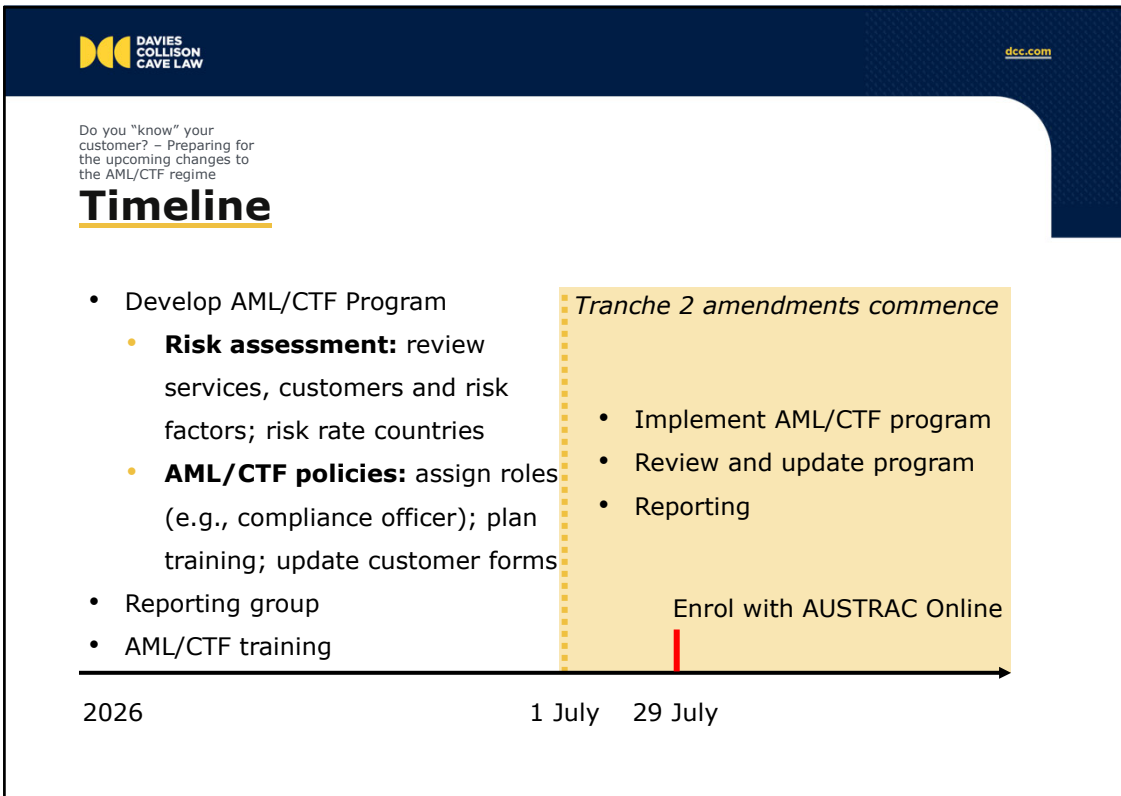 DAVIES
COLLISON
CAVE LAW
dcc.com
Do you “know” your
customer? – Preparing for
the upcoming changes to
the AML/CTF regime
Timeline
• Develop AML/CTF Program
• Risk assessment: review
services, customers and risk
factors; risk rate countries
• AML/CTF policies: assign roles
(e.g., compliance officer); plan
training; update customer forms
• Reporting group
• AML/CTF training
Tranche 2 amendments commence
• Implement AML/CTF program
• Review and update program
• Reporting
Enrol with AUSTRAC Online
2026
1 July
29 July